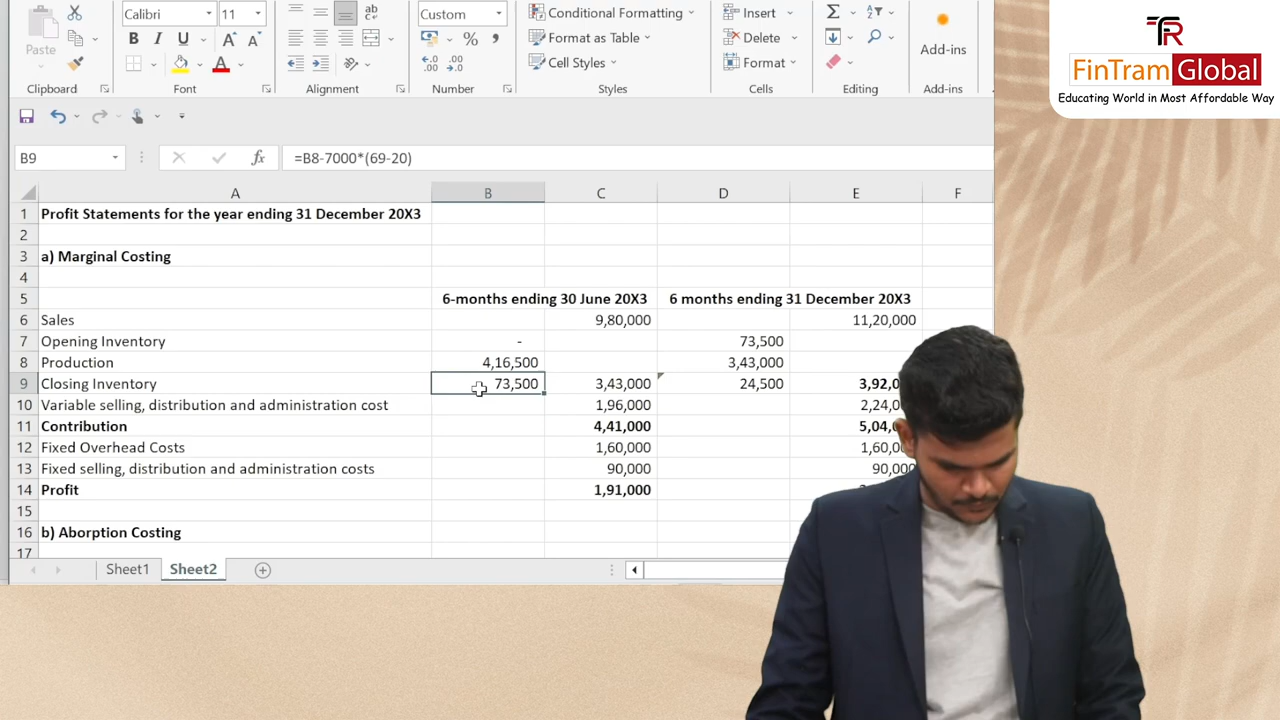 Calibri 11 Custom Conditional Formatting Insert
Paste B I U Format as Table Delete Add-ins
Cell Styles Format
Clipboard Font Alignment Number Styles Cells Editing Add-ins
FinTram Global
Educating World in Most Affordable Way
B9 fx =B8-7000*(69-20)
A B C D E F
1 Profit Statements for the year ending 31 December 20X3
2
3 a) Marginal Costing
4
5 6-months ending 30 June 20X3 6 months ending 31 December 20X3
6 Sales 9,80,000 11,20,000
7 Opening Inventory - 73,500
8 Production 4,16,500 3,43,000
9 Closing Inventory 73,500 3,43,000 24,500
10 Variable selling, distribution and administration cost 1,96,000
11 Contribution 4,41,000
12 Fixed Overhead Costs 1,60,000
13 Fixed selling, distribution and administration costs 90,000 90,000
14 Profit 1,91,000
15
16 b) Aborption Costing
17
Sheet1 Sheet2